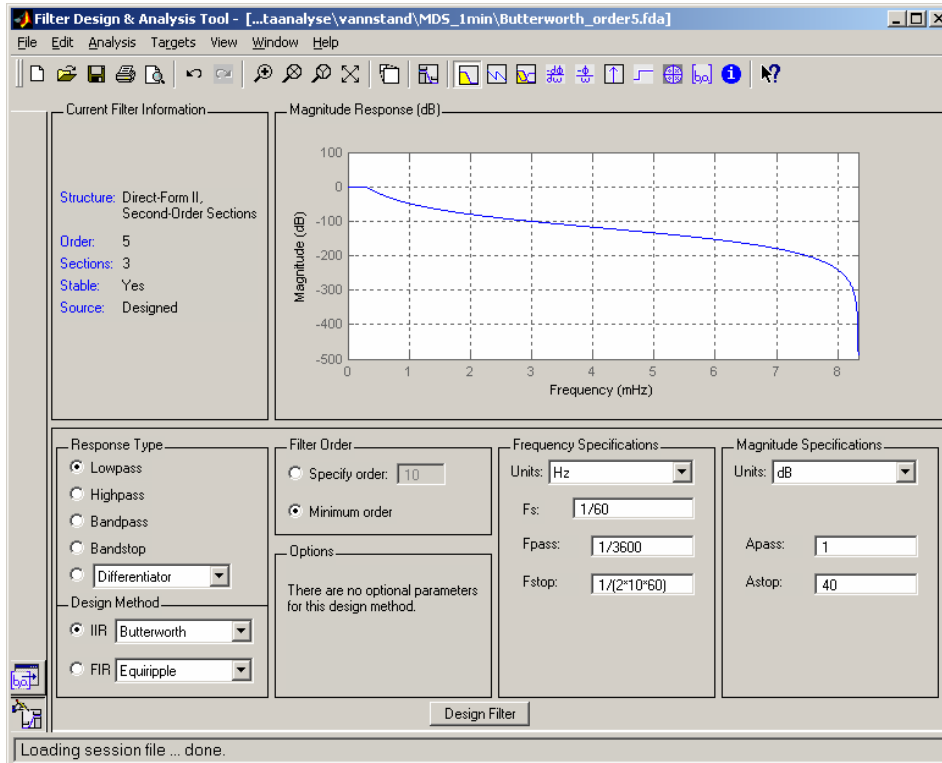 Filter Design & Analysis Tool - [...taanalyse\vannstand\MDS_1min\Butterworth_order5.fda]
File Edit Analysis Targets View Window Help
Current Filter Information
Structure: Direct-Form II,
Second-Order Sections
Order: 5
Sections: 3
Stable: Yes
Source: Designed
Magnitude Response (dB)
100
0
-100
-200
-300
-400
-500
Magnitude (dB)
0 1 2 3 4 5 6 7 8
Frequency (mHz)
Response Type
Lowpass
Highpass
Bandpass
Bandstop
Differentiator
Design Method
IIR Butterworth
FIR Equiripple
Filter Order
Specify order: 10
Minimum order
Options
There are no optional parameters
for this design method.
Frequency Specifications
Units: Hz
Fs: 1/60
Fpass: 1/3600
Fstop: 1/(2*10*60)
Magnitude Specifications
Units: dB
Apass: 1
Astop: 40
Design Filter
Loading session file ... done.